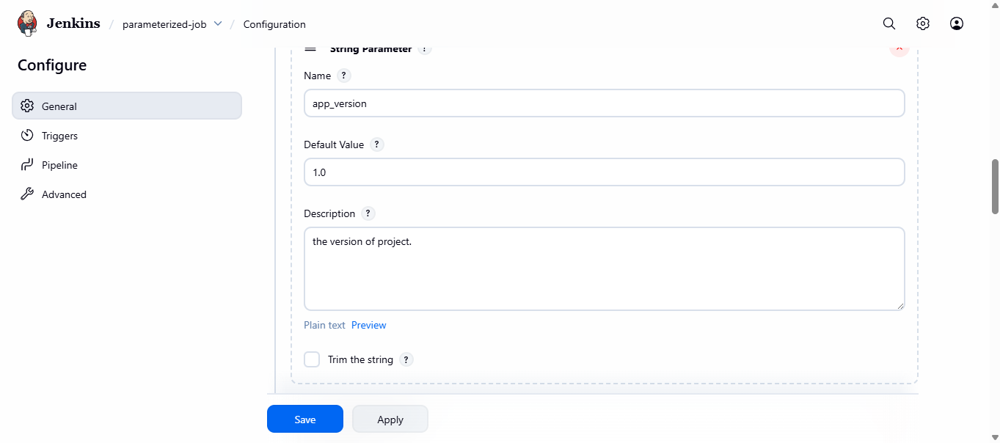 Jenkins / parameterized-job / Configuration
Configure
General
Triggers
Pipeline
Advanced
String Parameter ?
Name ?
app_version
Default Value ?
1.0
Description ?
the version of project.
Plain text Preview
Trim the string ?
Save Apply